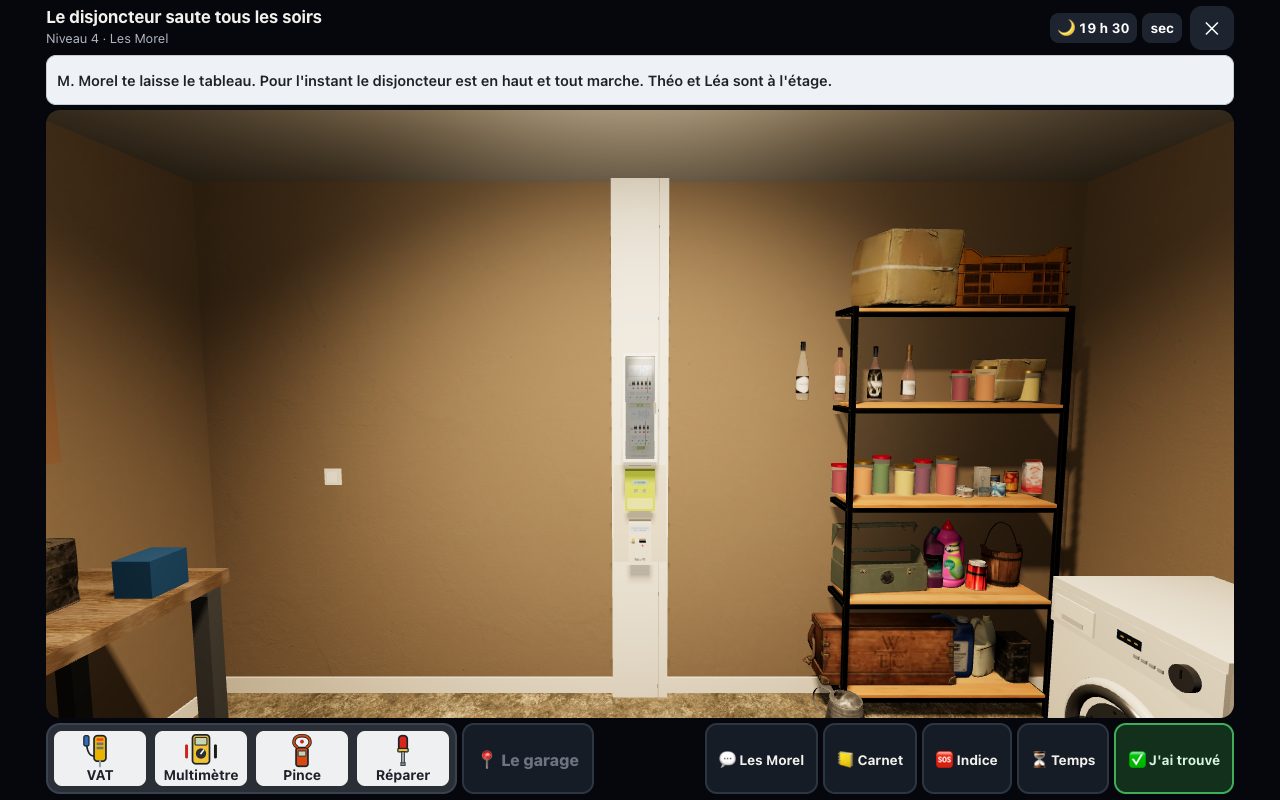 Le disjoncteur saute tous les soirs
Niveau 4 · Les Morel
🌙 19 h 30
sec
M. Morel te laisse le tableau. Pour l'instant le disjoncteur est en haut et tout marche. Théo et Léa sont à l'étage.
VAT
Multimètre
Pince
Réparer
📍 Le garage
💬 Les Morel
📒 Carnet
🆘 Indice
⏳ Temps
✅ J'ai trouvé